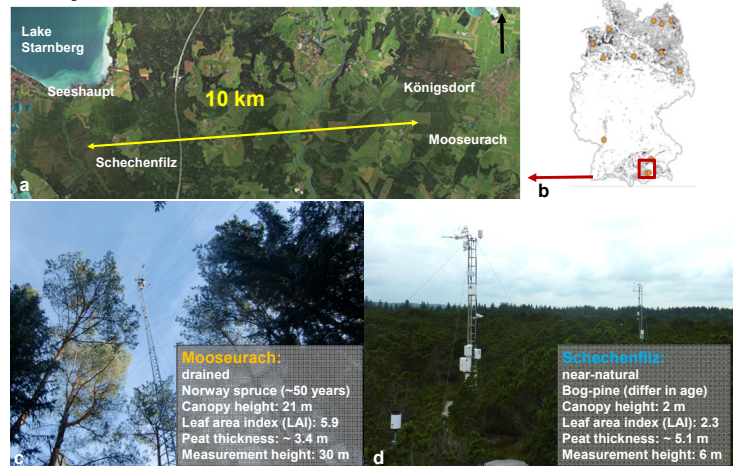 Lake
Starnberg
Seeshaupt
10 km
Königsdorf
Mooseurach
Schechenfilz
a
b
Mooseurach:
drained
Norway spruce (~50 years)
Canopy height: 21 m
Leaf area index (LAI): 5.9
Peat thickness: ~ 3.4 m
Measurement height: 30 m
c
Schechenfilz:
near-natural
Bog-pine (differ in age)
Canopy height: 2 m
Leaf area index (LAI): 2.3
Peat thickness: ~ 5.1 m
Measurement height: 6 m
d